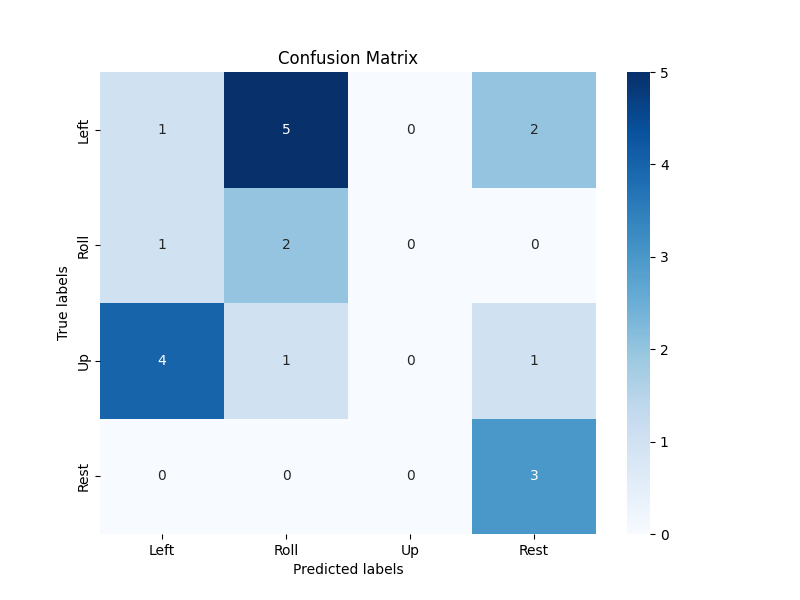 Confusion Matrix
True labels
Left
1 5 0 2
Roll
1 2 0 0
Up
4 1 0 1
Rest
0 0 0 3
Left Roll Up Rest
Predicted labels
5
4
3
2
1
0